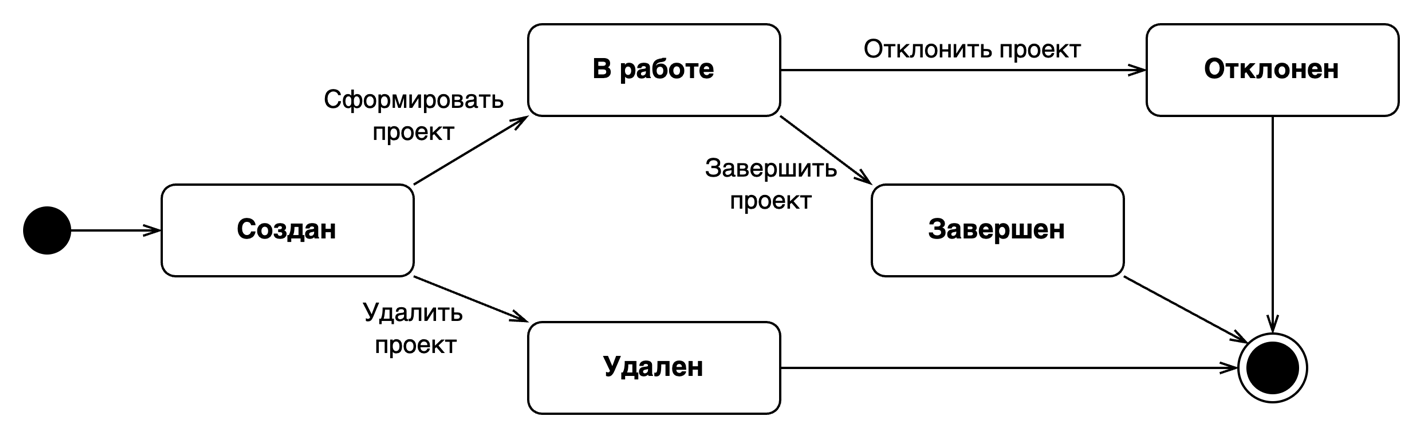 В работе
Отклонить проект
Отклонен
Сформировать
проект
Завершить
проект
Создан
Завершен
Удалить
проект
Удален